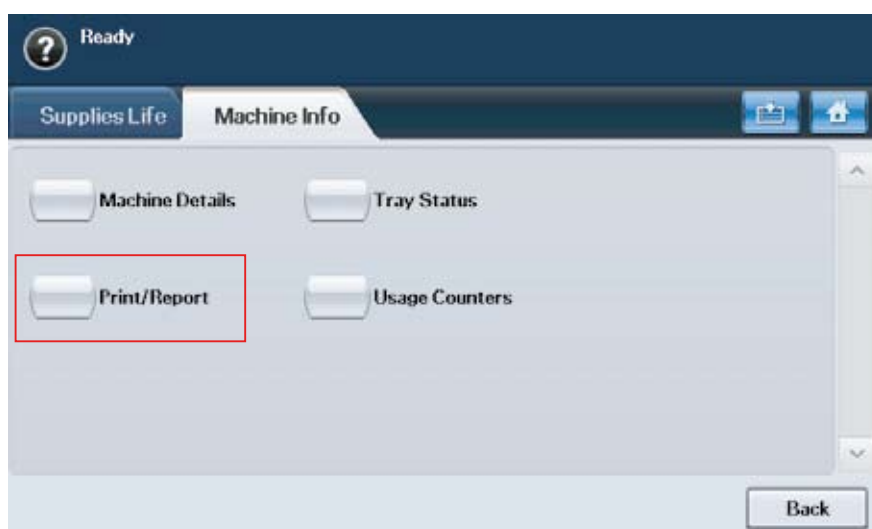 Ready
Supplies Life
Machine Info
Machine Details
Tray Status
Print/Report
Usage Counters
Back